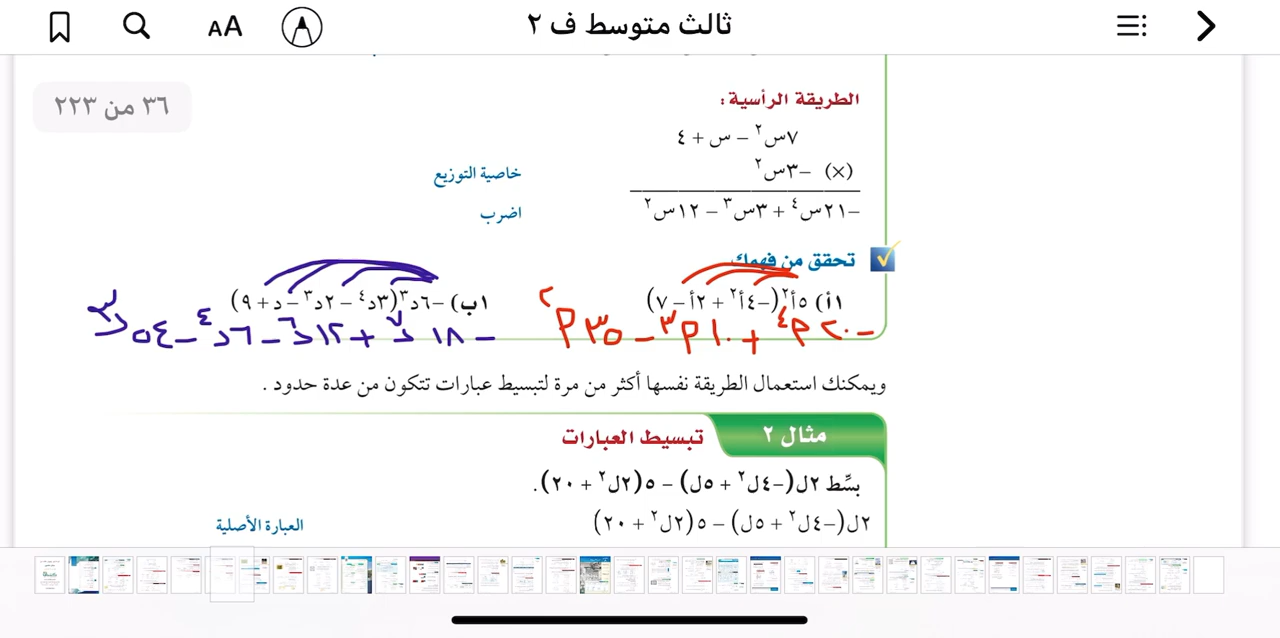 ثالث متوسط ف ٢
AA
٣٦ من ٢٢٣
الطريقة الرأسية :
٧س٢ – س + ٤
(×) –٣س٢
خاصية التوزيع
–٢١س٤ + ٣س٣ – ١٢س٢
اضرب
تحقق من فهمك
١أ) ٥أ٢(–٤أ٢ + ٢أ – ٧)
١ب) –٦د٣(٣د٤ – ٢د٣ – د + ٩)
– ٢٠أ٤ + ١٠أ٣ – ٣٥أ٢
– ١٨د٧ + ١٢د٦ – ٦د٤ – ٥٤د٣
ويمكنك استعمال الطريقة نفسها أكثر من مرة لتبسيط عبارات تتكون من عدة حدود .
مثال ٢
تبسيط العبارات
بسِّط ٢ل(–٤ل٢ + ٥ل) – ٥(٢ل٢ + ٢٠).
٢ل(–٤ل٢ + ٥ل) – ٥(٢ل٢ + ٢٠)
العبارة الأصلية